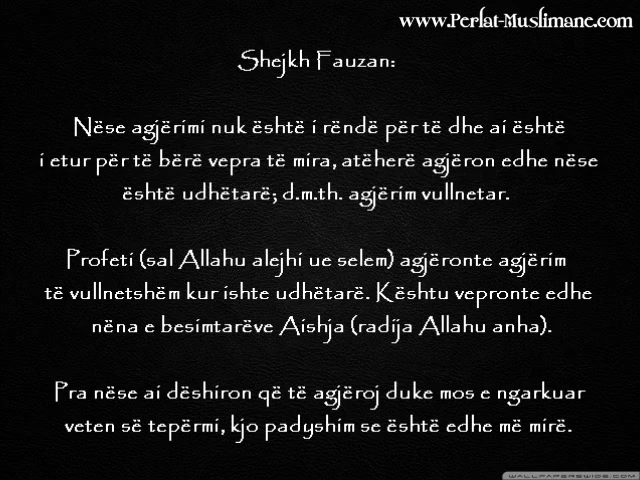 www.Perlat-Muslimane.com
Shejkh Fauzan:
Nëse agjërimi nuk është i rëndë për të dhe ai është
i etur për të bërë vepra të mira, atëherë agjëron edhe nëse
është udhëtarë; d.m.th. agjërim vullnetar.
Profeti (sal Allahu alejhi ue selem) agjëronte agjërim
të vullnetshëm kur ishte udhëtarë. Kështu vepronte edhe
nëna e besimtarëve Aishja (radija Allahu anha).
Pra nëse ai dëshiron që të agjëroj duke mos e ngarkuar
veten së tepërmi, kjo padyshim se është edhe më mirë.
WALLPAPERSWIDE.COM